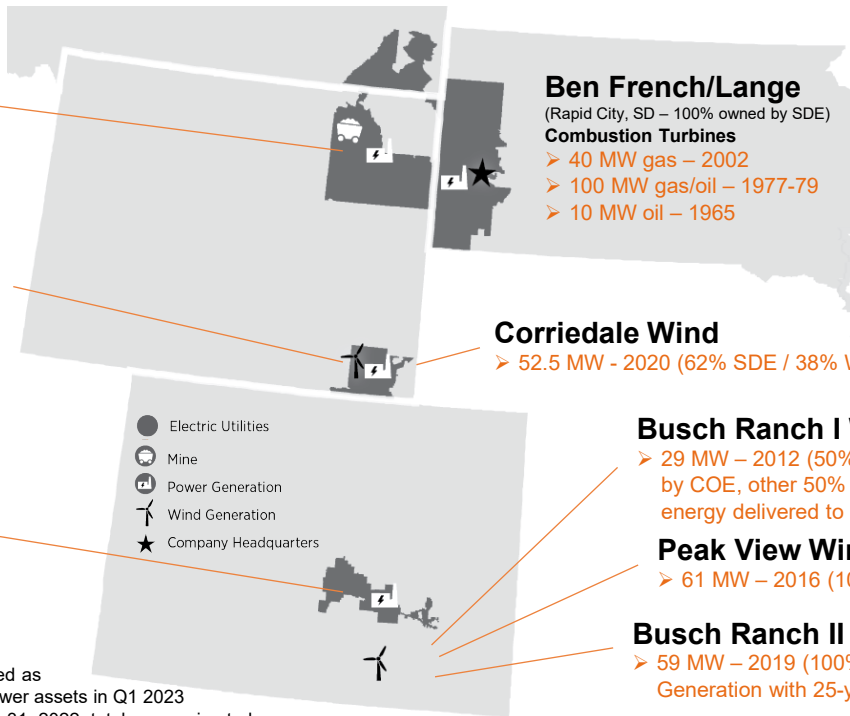 Ben French/Lange
(Rapid City, SD – 100% owned by SDE)
Combustion Turbines
➢ 40 MW gas – 2002
➢ 100 MW gas/oil – 1977-79
➢ 10 MW oil – 1965
Corriedale Wind
➢ 52.5 MW - 2020 (62% SDE / 38%
Electric Utilities
Mine
Power Generation
Wind Generation
Company Headquarters
Busch Ranch I
➢ 29 MW – 2012 (50%
by COE, other 50%
energy delivered to
Peak View
➢ 61 MW – 2016
Busch Ranch II
➢ 59 MW – 2019 (100%
Generation with
ed as
wer assets in Q1 2023